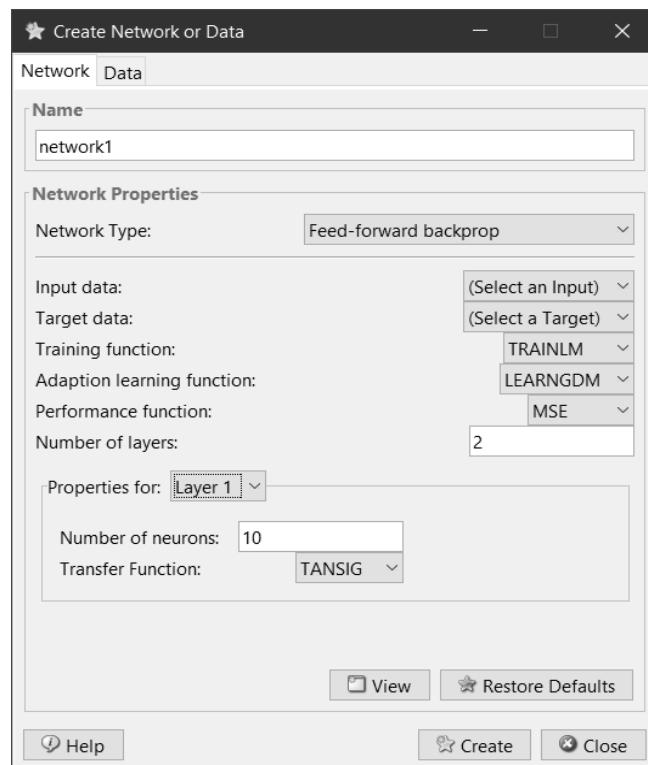 Create Network or Data
Network Data
Name
network1
Network Properties
Network Type: Feed-forward backprop
Input data: (Select an Input)
Target data: (Select a Target)
Training function: TRAINLM
Adaption learning function: LEARNGDM
Performance function: MSE
Number of layers: 2
Properties for: Layer 1
Number of neurons: 10
Transfer Function: TANSIG
View Restore Defaults
Help Create Close